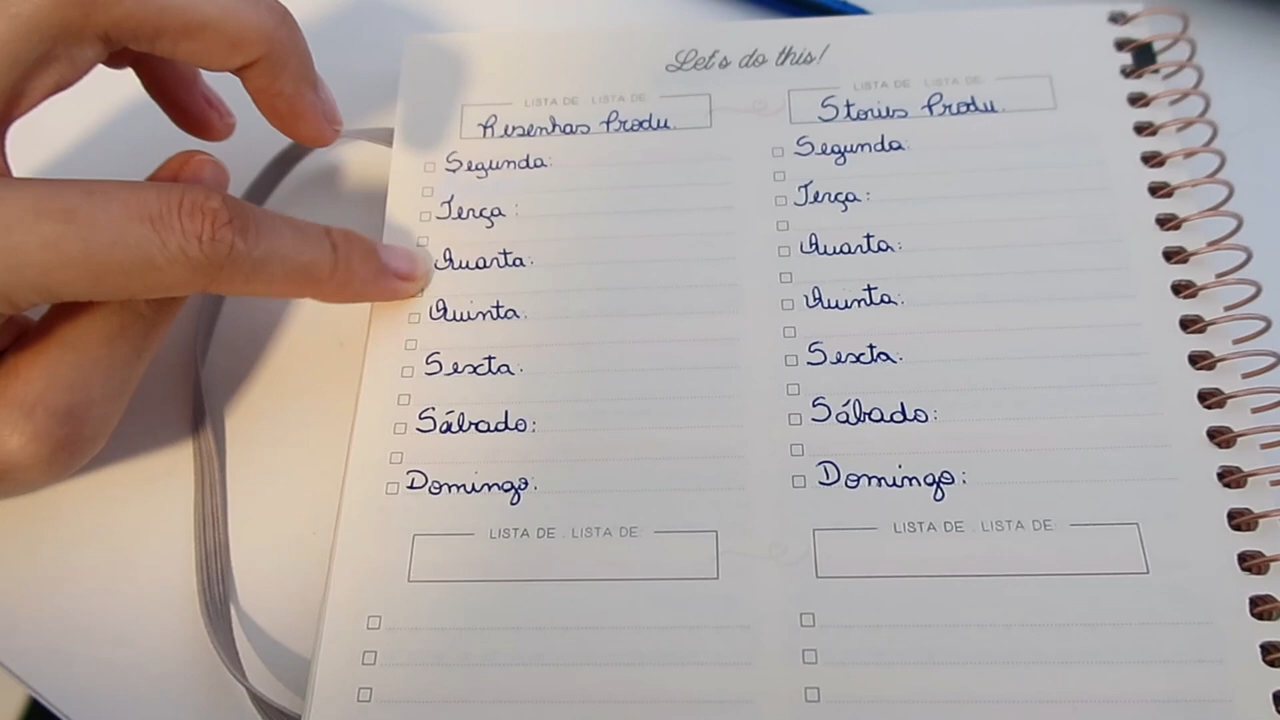 Let's do this!
LISTA DE . LISTA DE
Resenhas Produ.
Segunda:
Terça:
Quarta:
Quinta:
Sexta:
Sábado:
Domingo:
LISTA DE . LISTA DE
Stories Produ.
Segunda:
Terça:
Quarta:
Quinta:
Sexta:
Sábado:
Domingo:
LISTA DE . LISTA DE
LISTA DE . LISTA DE